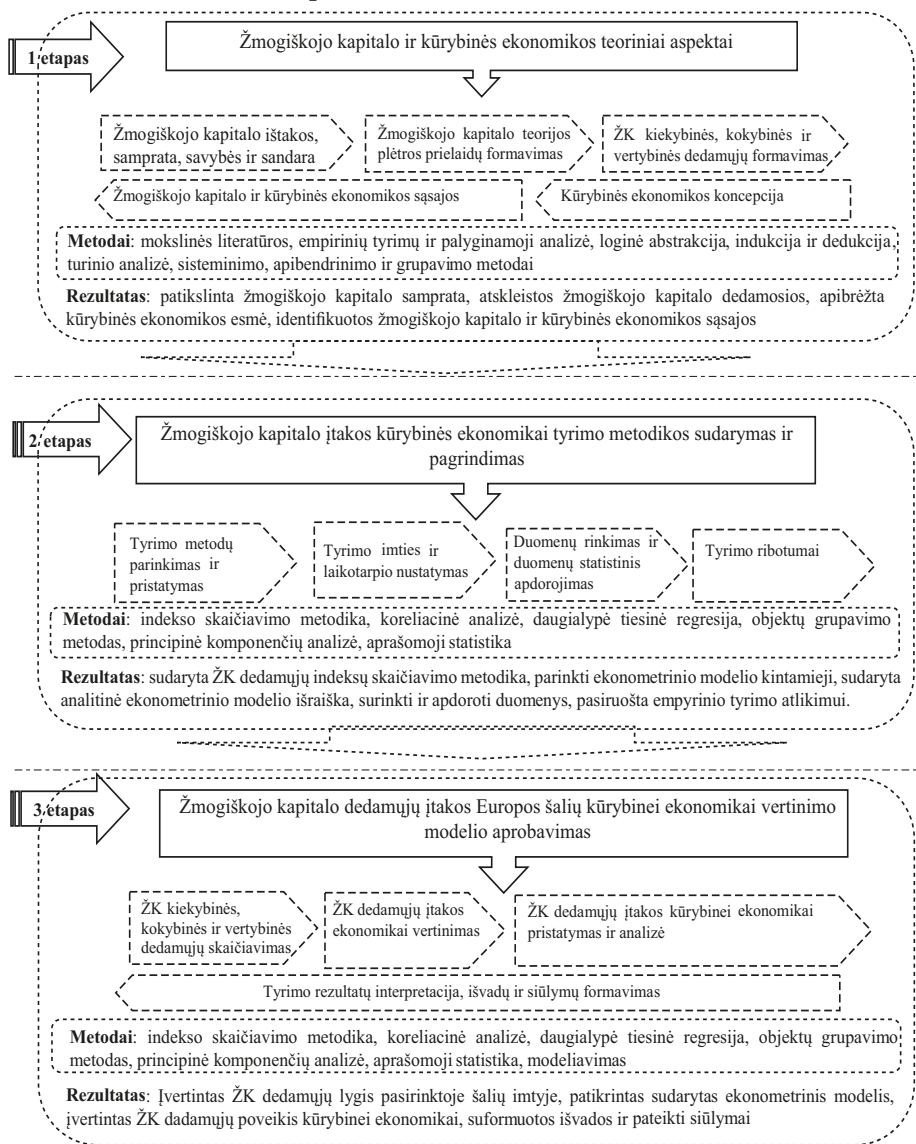 1 etapas
Žmogiškojo kapitalo ir kūrybinės ekonomikos teoriniai aspektai
Žmogiškojo kapitalo ištakos,
samprata, savybės ir sandara
Žmogiškojo kapitalo teorijos
plėtros prielaidų formavimas
ŽK kiekybinės, kokybinės ir
vertybinės dedamųjų formavimas
Žmogiškojo kapitalo ir kūrybinės ekonomikos sąsajos
Kūrybinės ekonomikos koncepcija
Metodai: mokslinės literatūros, empirinių tyrimų ir palyginamoji analizė, loginė abstrakcija, indukcija ir dedukcija,
turinio analizė, sisteminimo, apibendrinimo ir grupavimo metodai
Rezultatas: patikslinta žmogiškojo kapitalo samprata, atskleistos žmogiškojo kapitalo dedamosios, apibrėžta
kūrybinės ekonomikos esmė, identifikuotos žmogiškojo kapitalo ir kūrybinės ekonomikos sąsajos
2 etapas
Žmogiškojo kapitalo įtakos kūrybinės ekonomikai tyrimo metodikos sudarymas ir
pagrindimas
Tyrimo metodų
parinkimas ir
pristatymas
Tyrimo imties ir
laikotarpio nustatymas
Duomenų rinkimas ir
duomenų statistinis
apdorojimas
Tyrimo ribotumai
Metodai: indekso skaičiavimo metodika, koreliacinė analizė, daugialypė tiesinė regresija, objektų grupavimo
metodas, principinė komponenčių analizė, aprašomoji statistika
Rezultatas: sudaryta ŽK dedamųjų indeksų skaičiavimo metodika, parinkti ekonometrinio modelio kintamieji, sudaryta
analitinė ekonometrinio modelio išraiška, surinkti ir apdoroti duomenys, pasiruošta empyrinio tyrimo atlikimui.
3 etapas
Žmogiškojo kapitalo dedamųjų įtakos Europos šalių kūrybinei ekonomikai vertinimo
modelio aprobavimas
ŽK kiekybinės,
kokybinės ir vertybinės
dedamųjų skaičiavimas
ŽK dedamųjų įtakos
ekonomikai vertinimas
ŽK dedamųjų įtakos kūrybinei ekonomikai
pristatymas ir analizė
Tyrimo rezultatų interpretacija, išvadų ir siūlymų formavimas
Metodai: indekso skaičiavimo metodika, koreliacinė analizė, daugialypė tiesinė regresija, objektų grupavimo
metodas, principinė komponenčių analizė, aprašomoji statistika, modeliavimas
Rezultatas: Įvertintas ŽK dedamųjų lygis pasirinktoje šalių imtyje, patikrintas sudarytas ekonometrinis modelis,
įvertintas ŽK dadamųjų poveikis kūrybinei ekonomikai, suformuotos išvados ir pateikti siūlymai